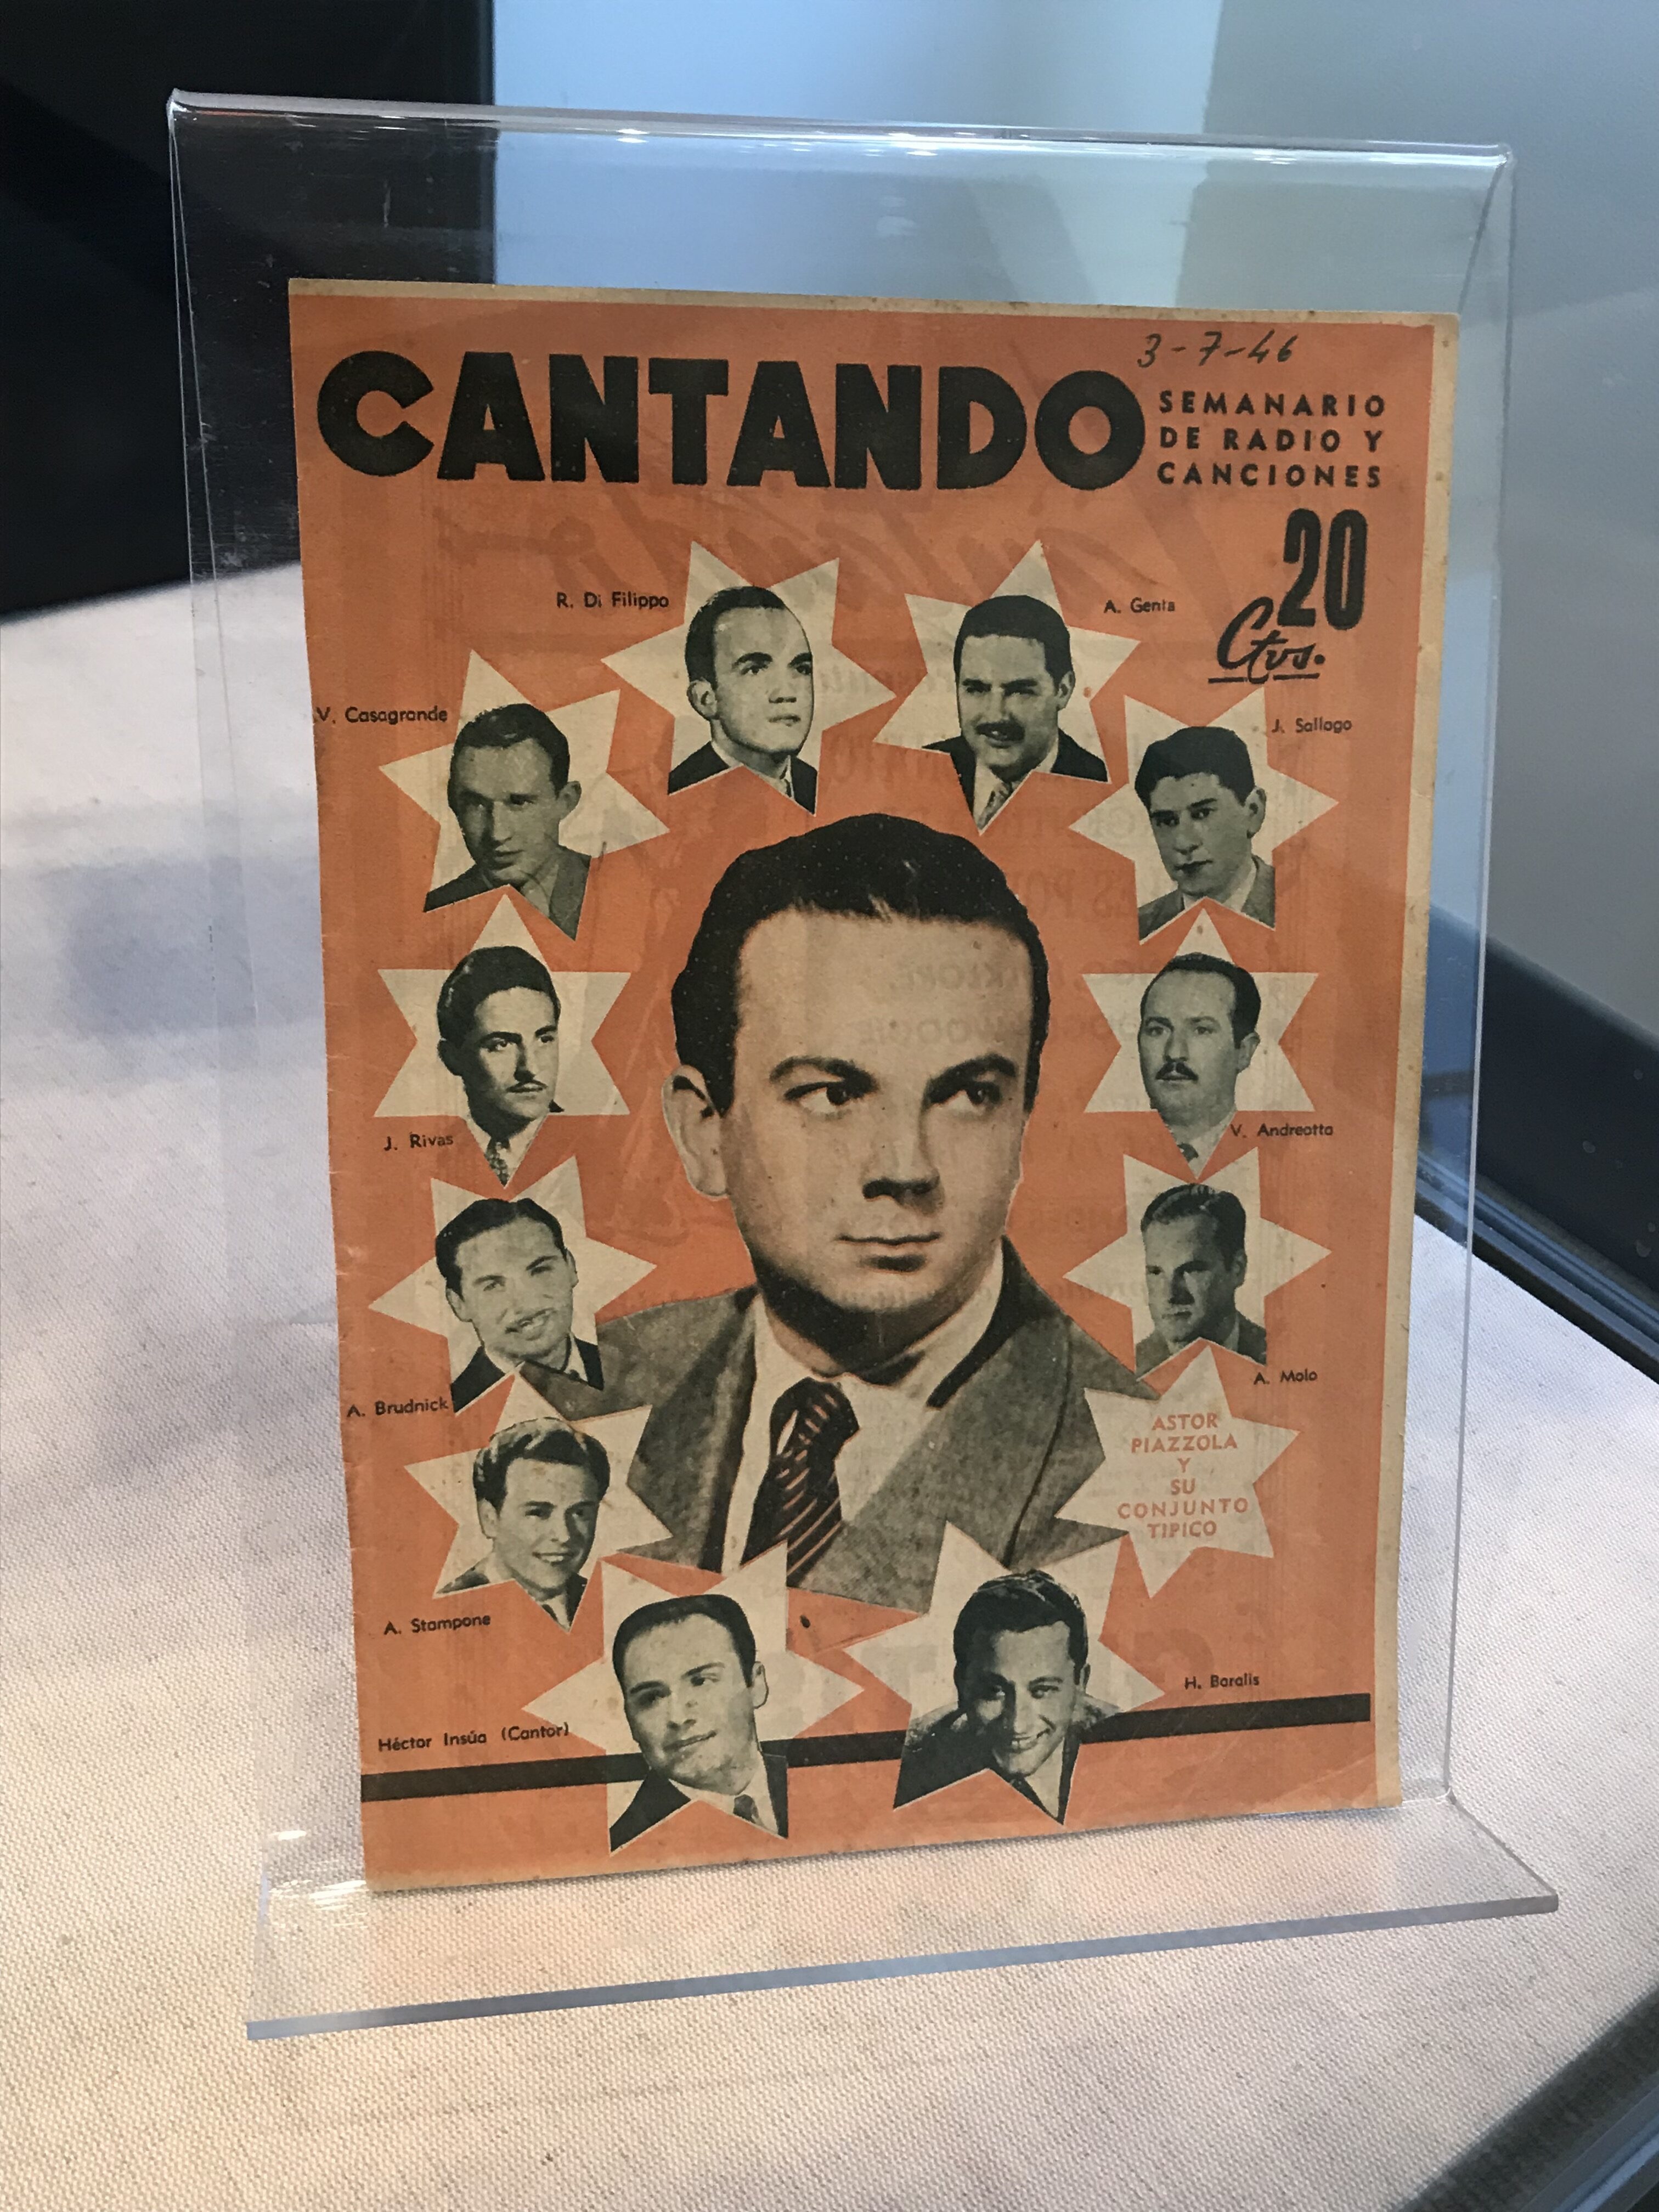 3-7-46
CANTANDO
SEMANARIO
DE RADIO Y
CANCIONES
20
Ctvs.
R. Di Filippo
A. Genta
V. Casagrande
J. Sallago
J. Rivas
V. Andreotta
A. Brudnick
A. Molo
ASTOR
PIAZZOLA
Y
SU
CONJUNTO
TIPICO
A. Stampone
H. Baralis
Héctor Insúa (Cantor)